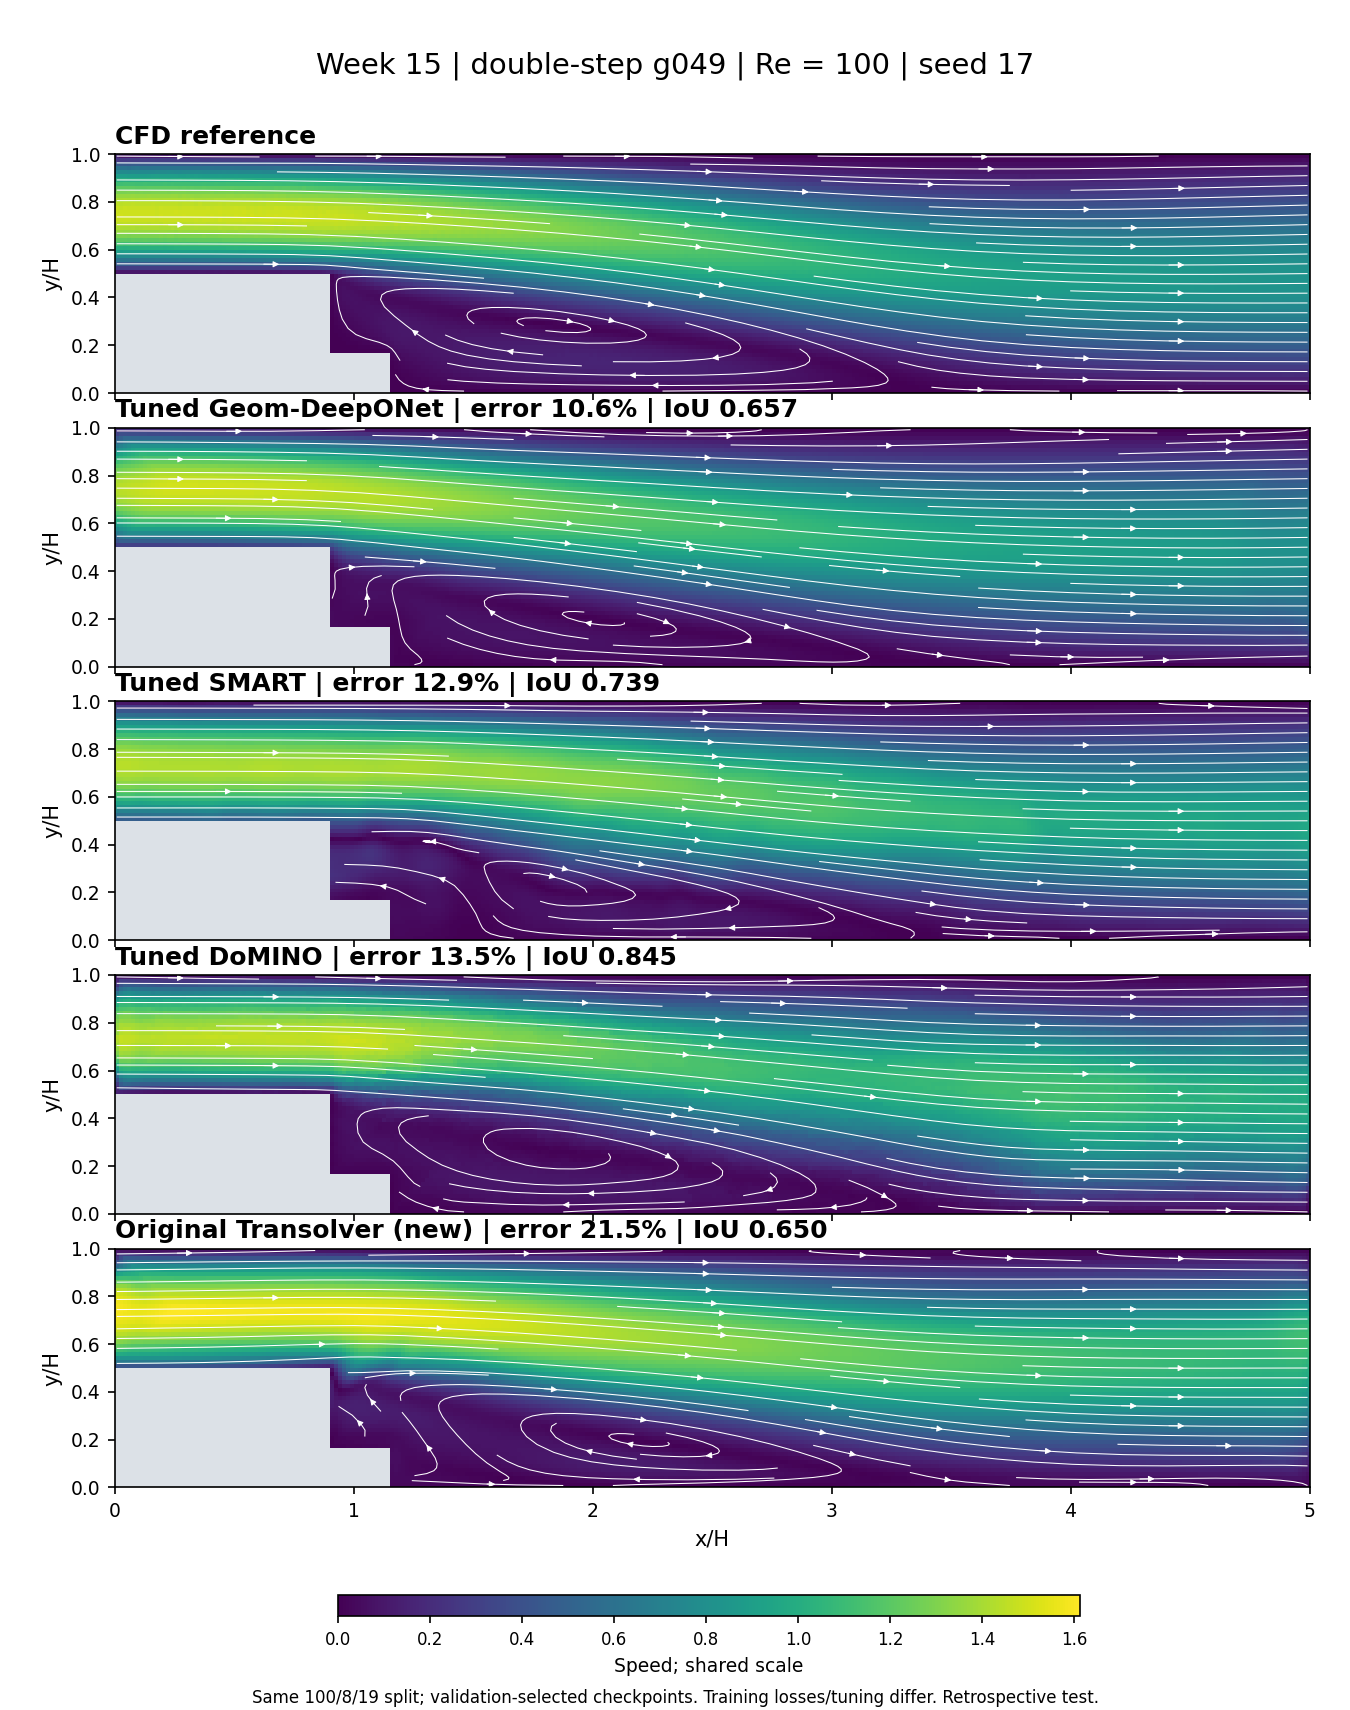 Week 15 | double-step g049 | Re = 100 | seed 17
CFD reference
1.0
0.8
0.6
0.4
0.2
0.0
y/H
Tuned Geom-DeepONet | error 10.6% | IoU 0.657
1.0
0.8
0.6
0.4
0.2
0.0
y/H
Tuned SMART | error 12.9% | IoU 0.739
1.0
0.8
0.6
0.4
0.2
0.0
y/H
Tuned DoMINO | error 13.5% | IoU 0.845
1.0
0.8
0.6
0.4
0.2
0.0
y/H
Original Transolver (new) | error 21.5% | IoU 0.650
1.0
0.8
0.6
0.4
0.2
0.0
y/H
0 1 2 3 4 5
x/H
0.0 0.2 0.4 0.6 0.8 1.0 1.2 1.4 1.6
Speed; shared scale
Same 100/8/19 split; validation-selected checkpoints. Training losses/tuning differ. Retrospective test.